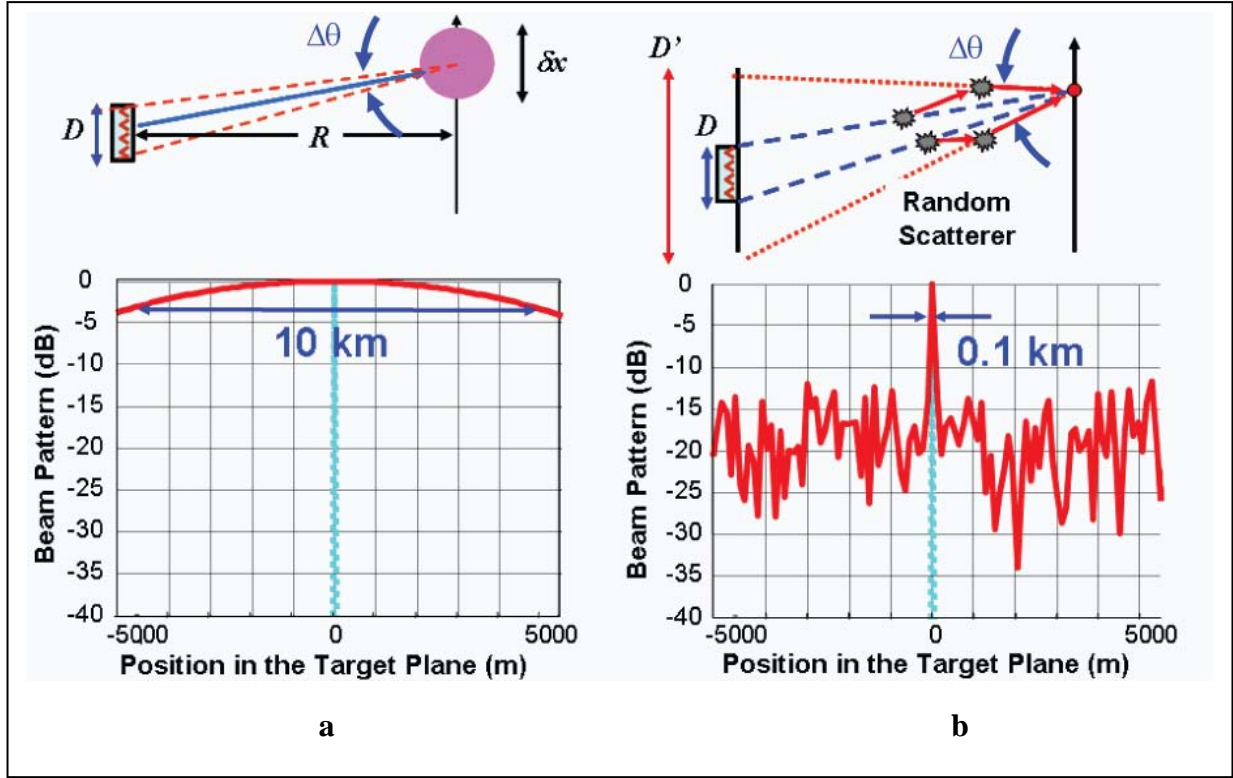 Δθ
δx
D
R
D'
Δθ
D
Random
Scatterer
Beam Pattern (dB)
0
-5
-10
-15
-20
-25
-30
-35
-40
10 km
-5000
0
5000
Position in the Target Plane (m)
Beam Pattern (dB)
0
-5
-10
-15
-20
-25
-30
-35
-40
0.1 km
-5000
0
5000
Position in the Target Plane (m)
a
b